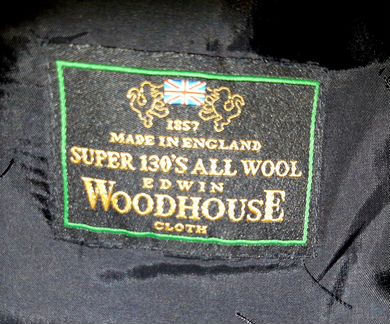 1857
MADE IN ENGLAND
SUPER 130'S ALL WOOL
EDWIN
WOODHOUSE
CLOTH